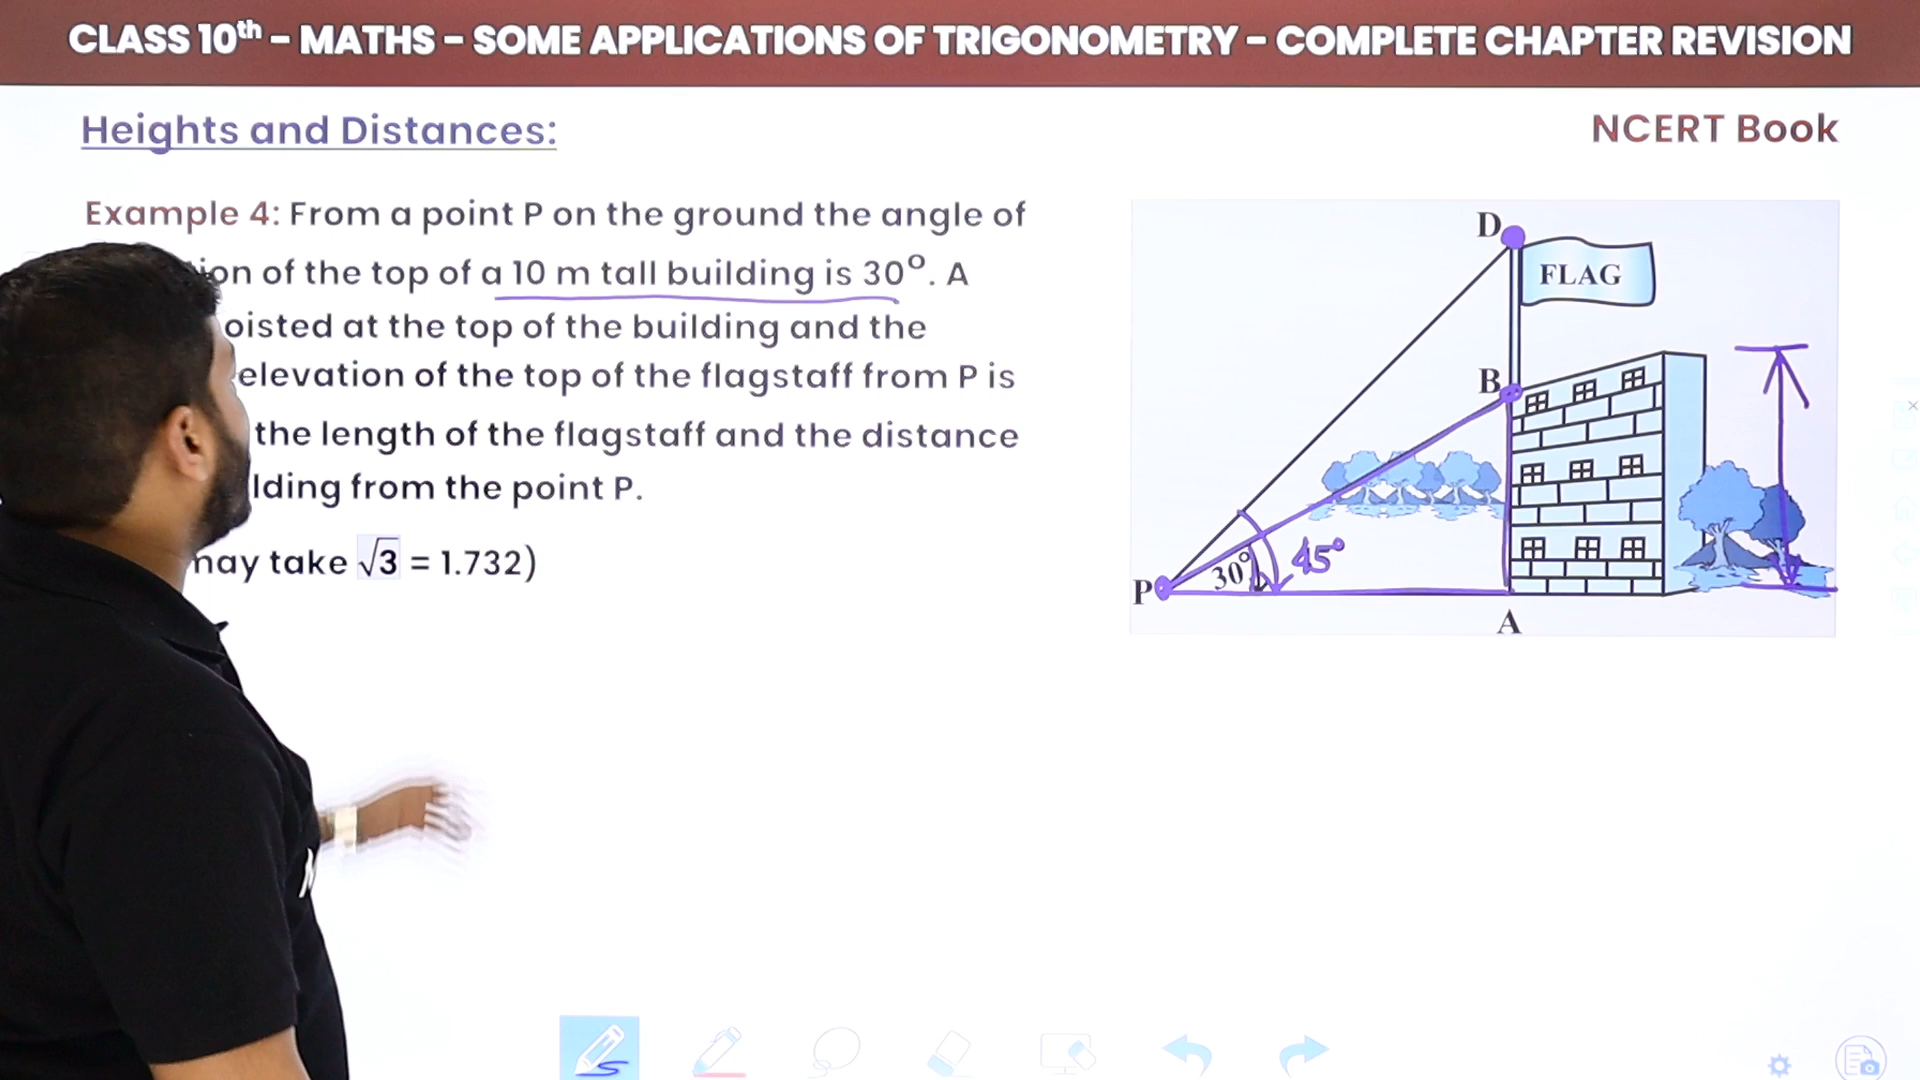 CLASS 10th – MATHS – SOME APPLICATIONS OF TRIGONOMETRY – COMPLETE CHAPTER REVISION
Heights and Distances:
NCERT Book
Example 4: From a point P on the ground the angle of
ion of the top of a 10 m tall building is 30°. A
oisted at the top of the building and the
elevation of the top of the flagstaff from P is
the length of the flagstaff and the distance
lding from the point P.
may take √3 = 1.732)
D
FLAG
B
45°
30°
P
A